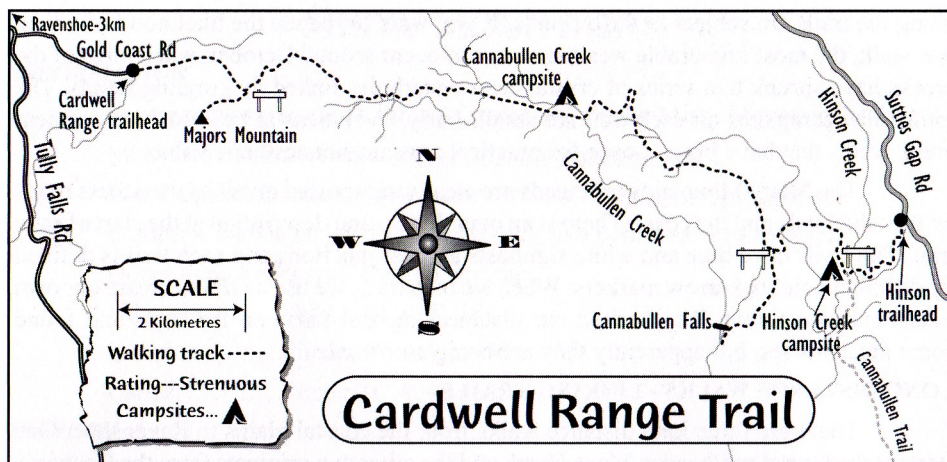 Ravenshoe-3km
Gold Coast Rd
Cardwell
Range trailhead
Majors Mountain
Tully Falls Rd
Cannabullen Creek
campsite
Cannabullen
Creek
Hinson Creek
Tutties Gap Rd
N
W
E
S
SCALE
2 Kilometres
Walking track
Rating---Strenuous
Campsites...
Cannabullen Falls
Hinson Creek
campsite
Hinson
trailhead
Cannabullen Trail
Cardwell Range Trail